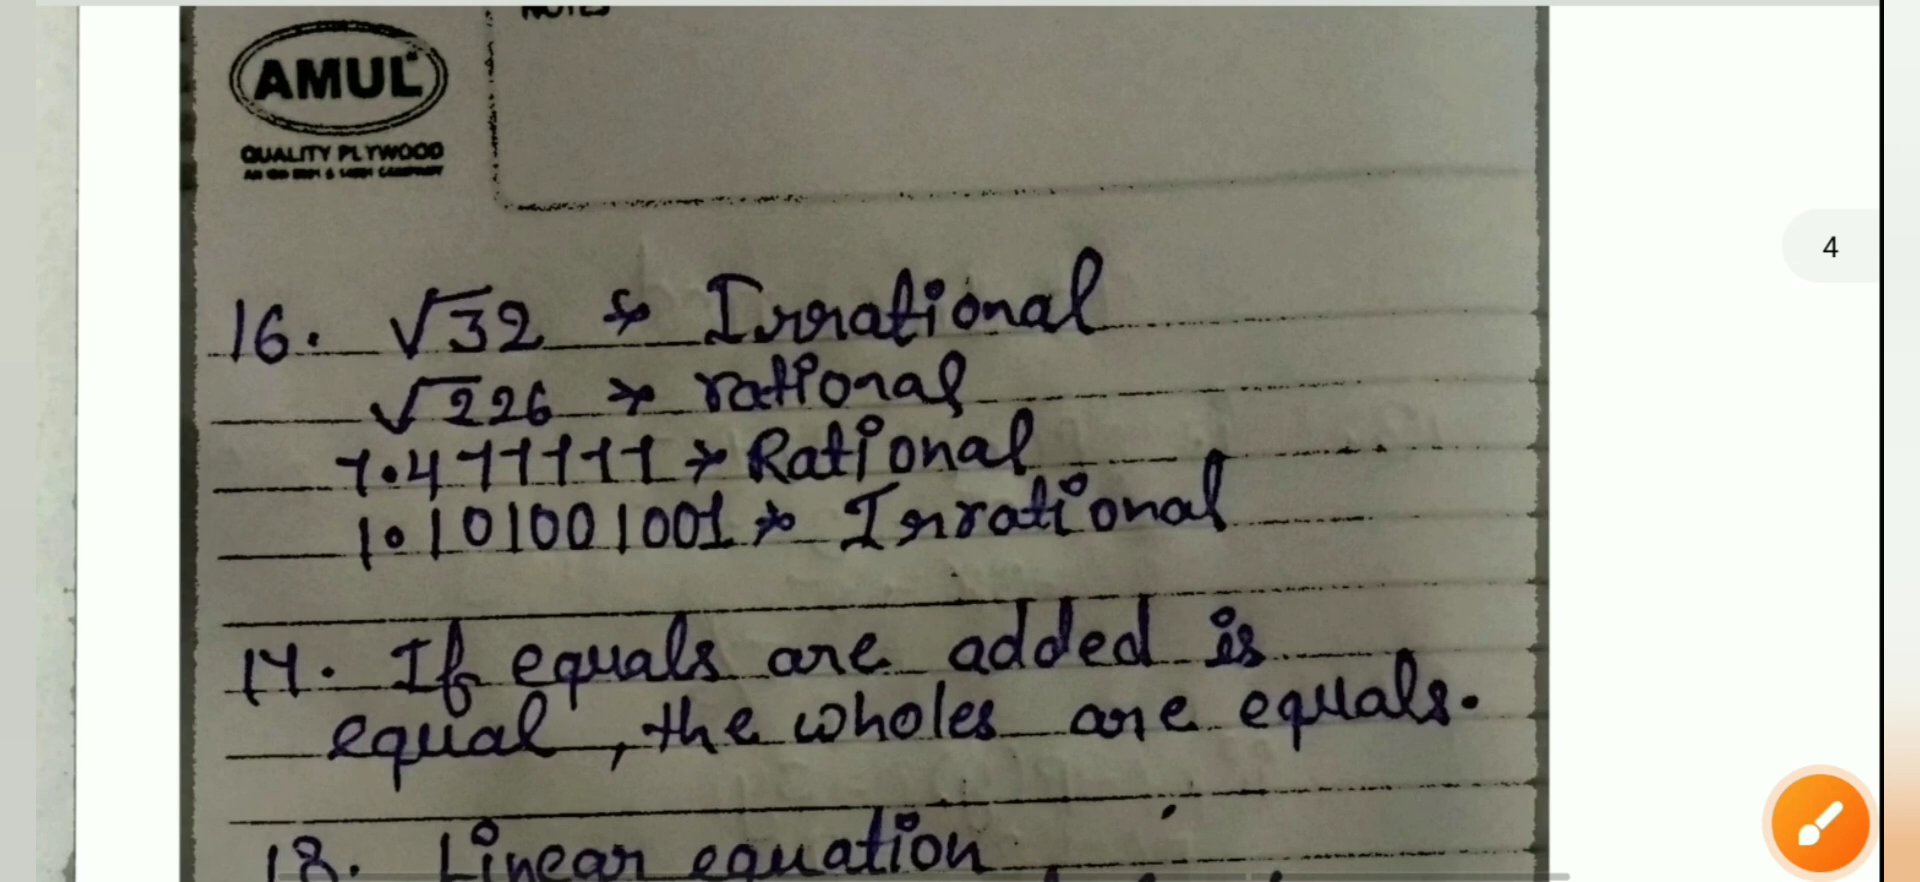 NOTES
AMUL
QUALITY PLYWOOD
4
16. √32 → Irrational
√226 → rational
7.477777 → Rational
1.101001001 → Irrational
17. If equals are added is
equal, the wholes are equals.
18. Linear equation